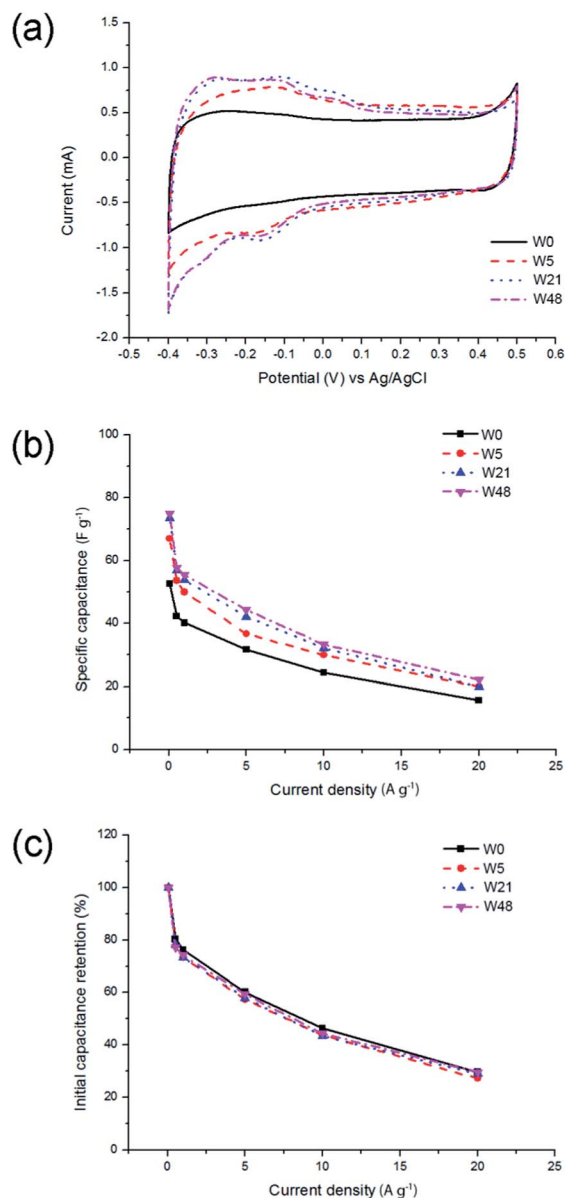 (a)
1.5
1.0
0.5
0.0
-0.5
-1.0
-1.5
-2.0
Current (mA)
W0
W5
W21
W48
-0.5 -0.4 -0.3 -0.2 -0.1 0.0 0.1 0.2 0.3 0.4 0.5 0.6
Potential (V) vs Ag/AgCl
(b)
100
80
60
40
20
0
Specific capacitance (F g⁻¹)
W0
W5
W21
W48
0 5 10 15 20 25
Current density (A g⁻¹)
(c)
120
100
80
60
40
20
0
Initial capacitance retention (%)
W0
W5
W21
W48
0 5 10 15 20 25
Current density (A g⁻¹)